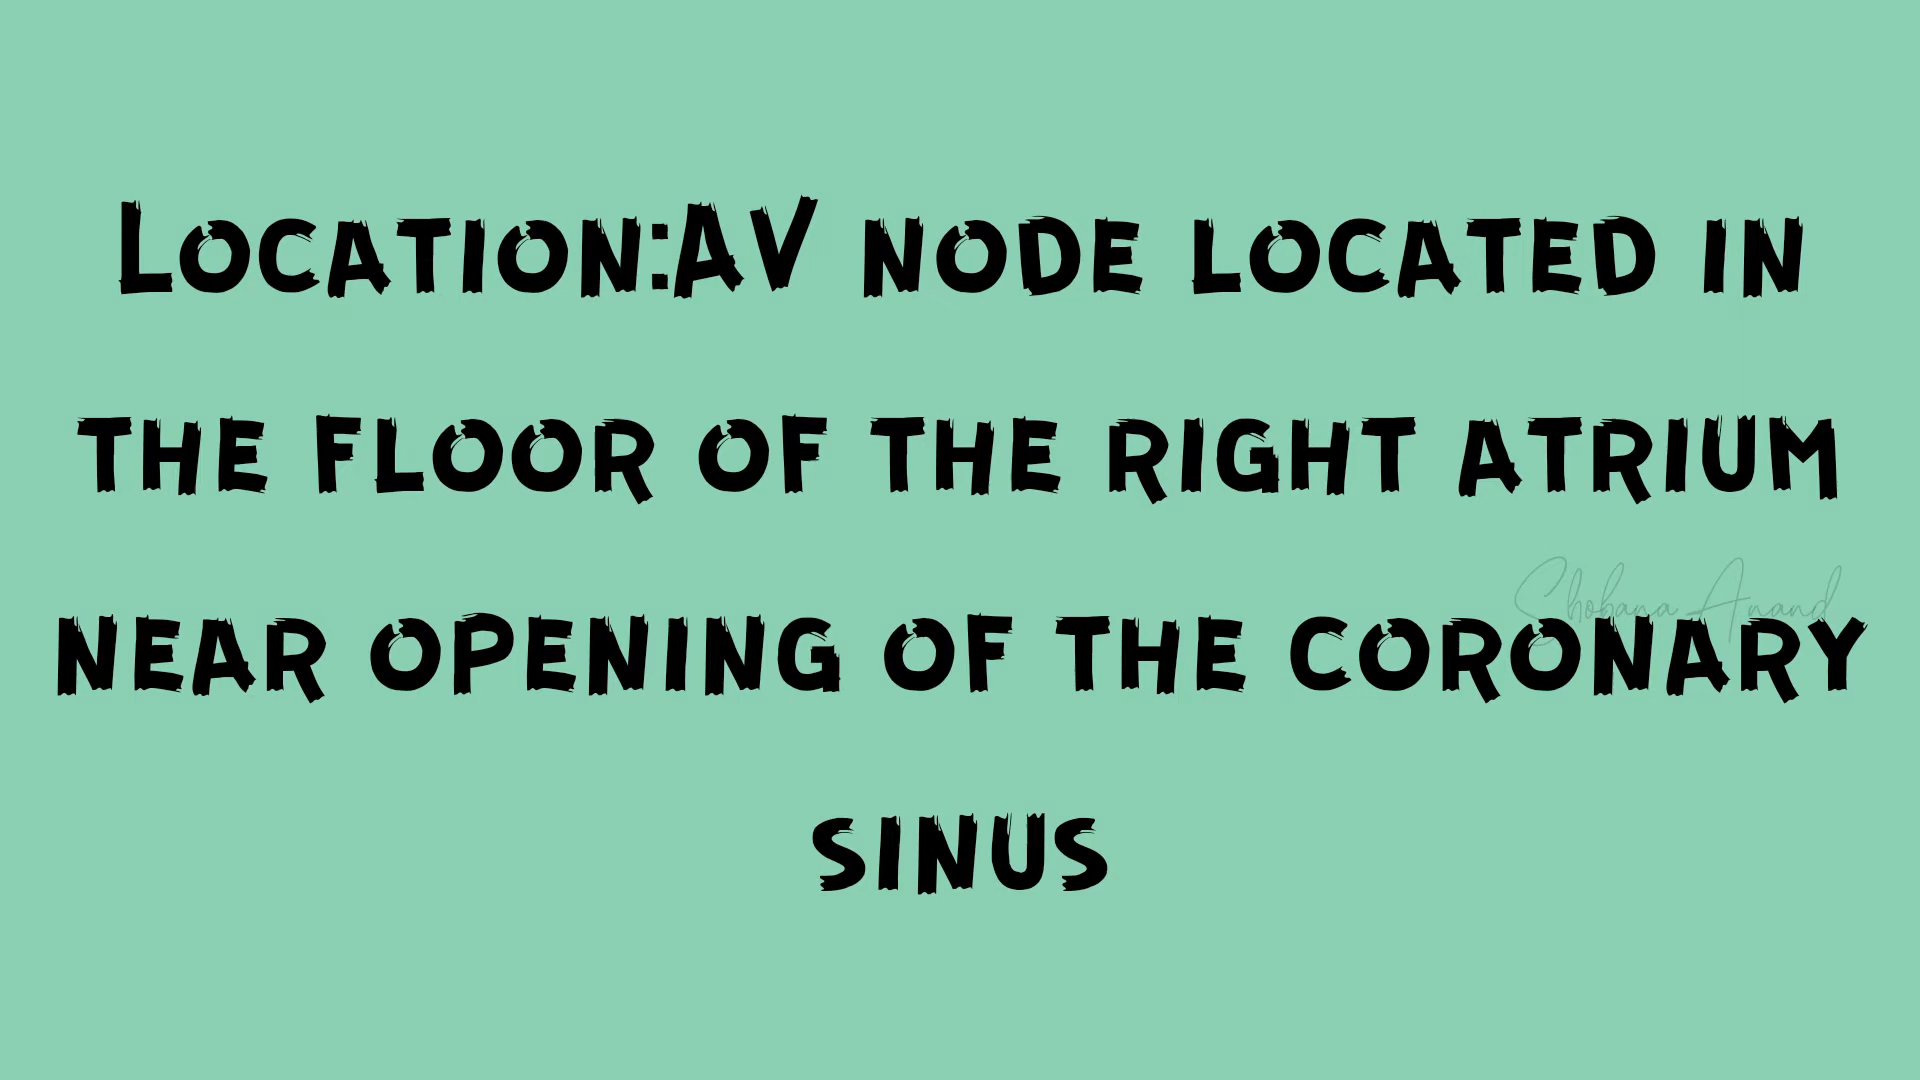 Location:AV node located in
the floor of the right atrium
Shobana Anand
near opening of the coronary
sinus